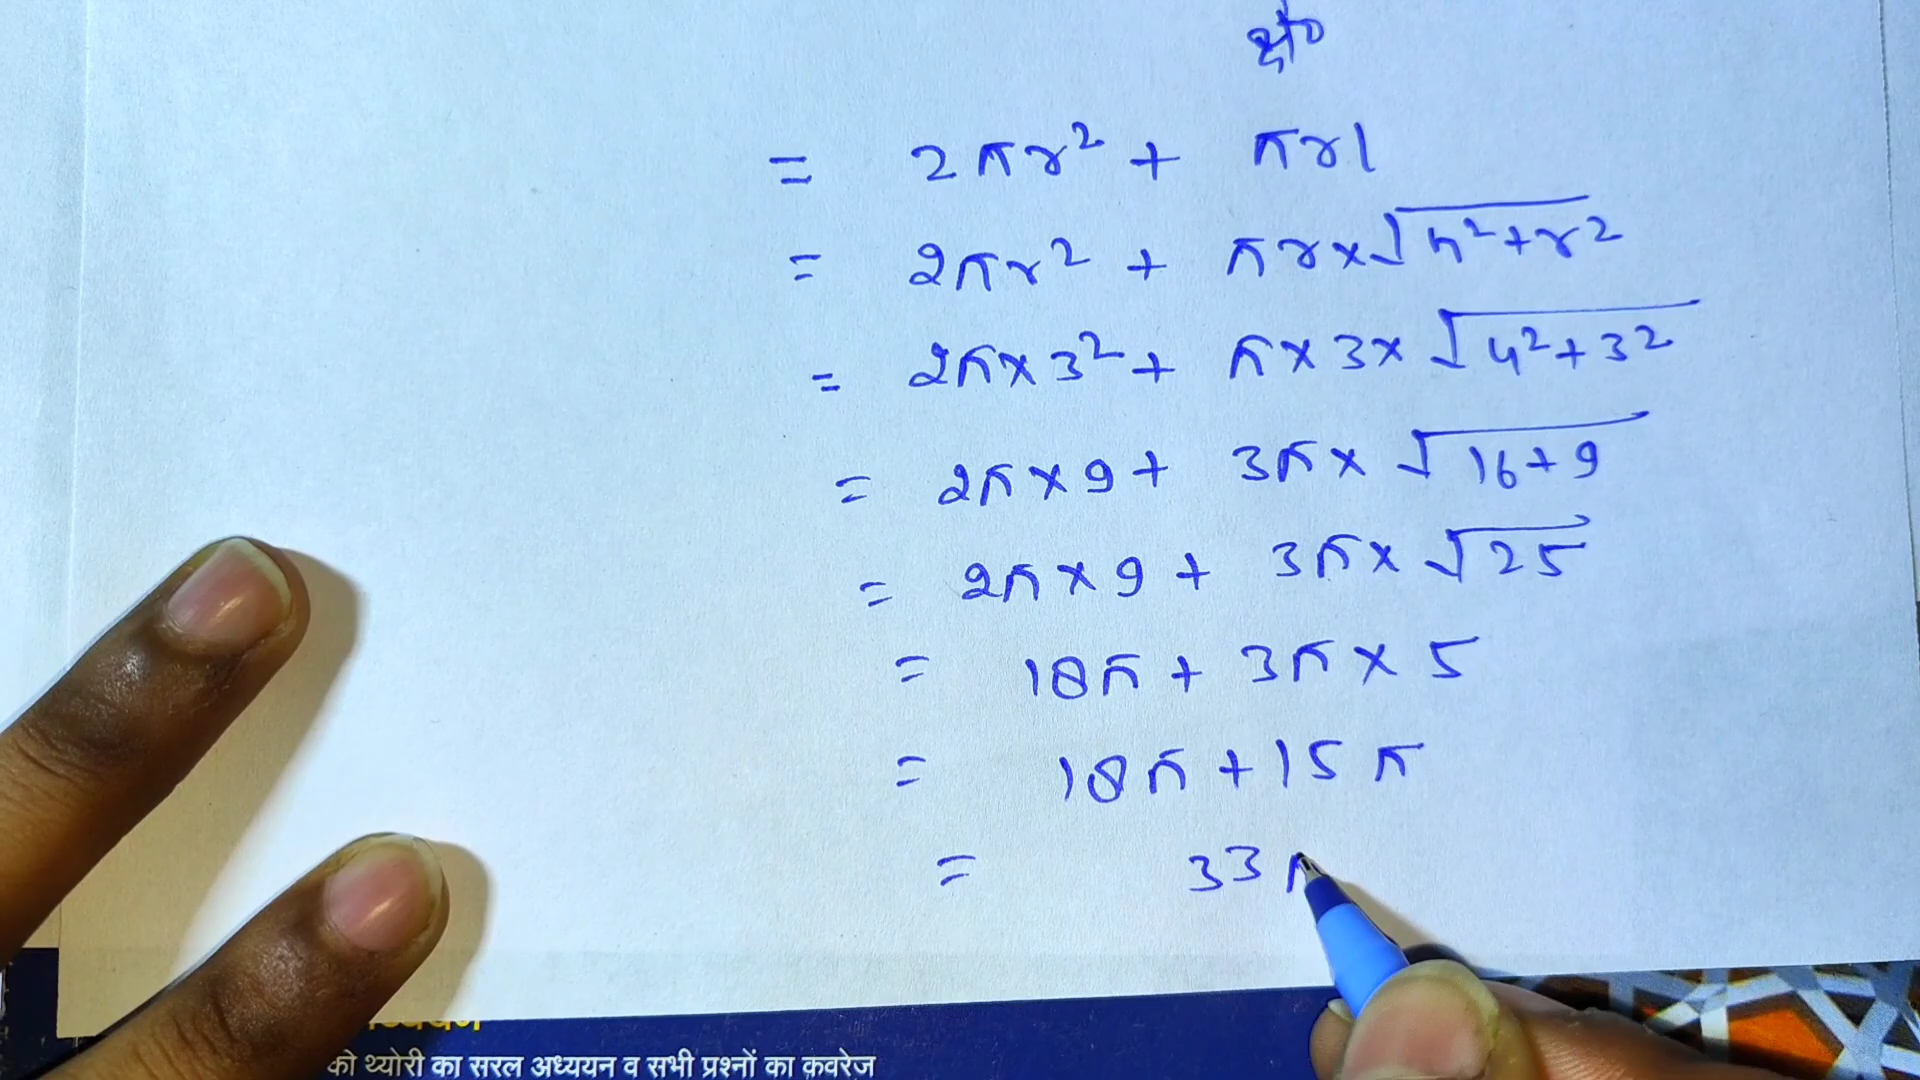 क्षे०
= 2πr² + πrl
= 2πr² + πr×√h²+r²
= 2π×3² + π×3×√4²+3²
= 2π×9+ 3π×√16+9
= 2π×9 + 3π×√25
= 18π + 3π×5
= 18π+15π
= 33π
की थ्योरी का सरल अध्ययन व सभी प्रश्नों का कवरेज